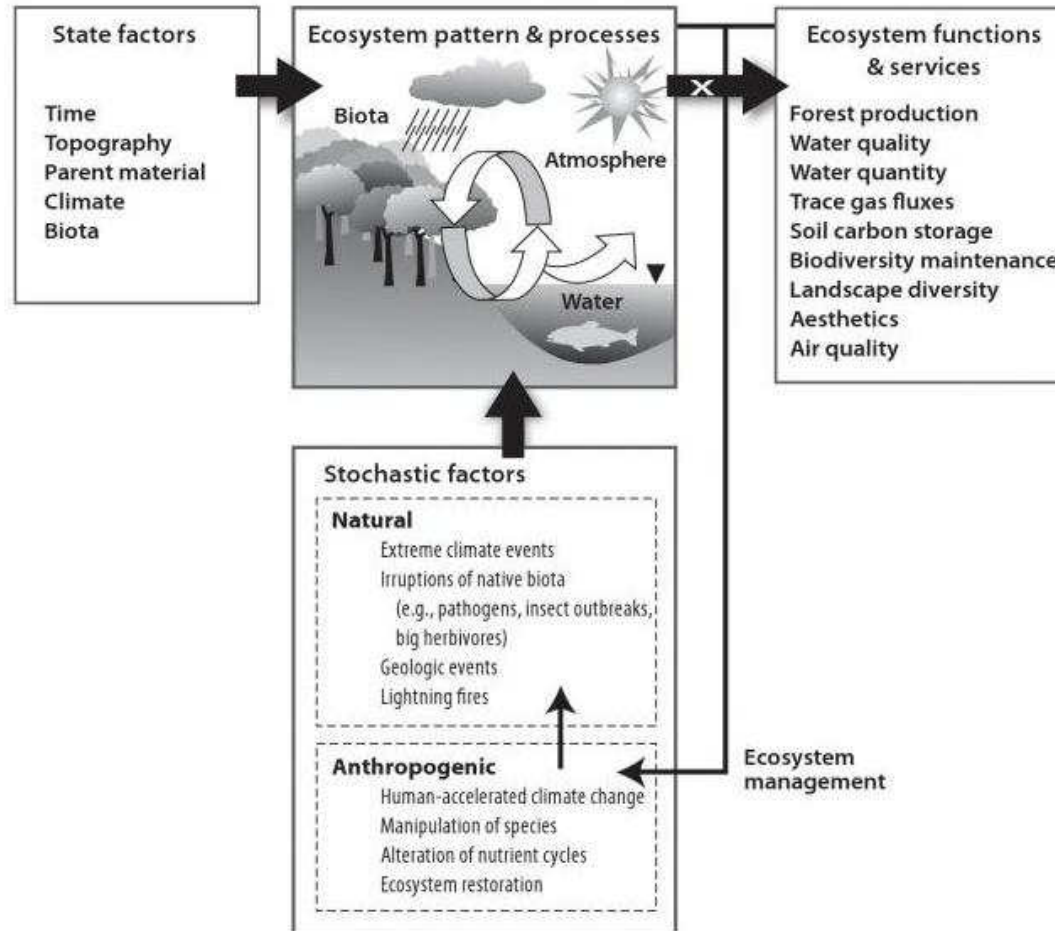 State factors
Time
Topography
Parent material
Climate
Biota
Ecosystem pattern & processes
Biota
Atmosphere
Water
X
Ecosystem functions
& services
Forest production
Water quality
Water quantity
Trace gas fluxes
Soil carbon storage
Biodiversity maintenance
Landscape diversity
Aesthetics
Air quality
Stochastic factors
Natural
Extreme climate events
Irruptions of native biota
(e.g., pathogens, insect outbreaks,
big herbivores)
Geologic events
Lightning fires
Anthropogenic
Human-accelerated climate change
Manipulation of species
Alteration of nutrient cycles
Ecosystem restoration
Ecosystem
management